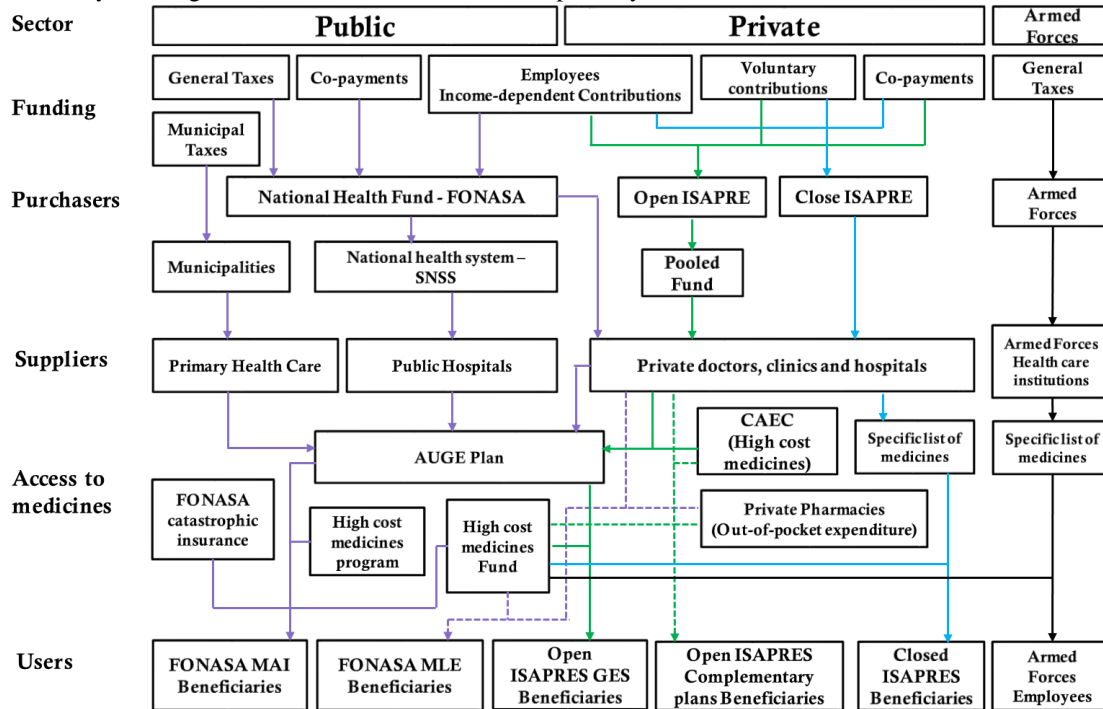 Sector
Public
Private
Armed
Forces
Funding
General Taxes
Co-payments
Employees
Income-dependent Contributions
Voluntary
contributions
Co-payments
General
Taxes
Municipal
Taxes
Purchasers
National Health Fund - FONASA
Open ISAPRE
Close ISAPRE
Armed
Forces
Municipalities
National health system –
SNSS
Pooled
Fund
Suppliers
Primary Health Care
Public Hospitals
Private doctors, clinics and hospitals
Armed Forces
Health care
institutions
Access to
medicines
AUGE Plan
CAEC
(High cost
medicines)
Specific list of
medicines
Specific list of
medicines
FONASA
catastrophic
insurance
High cost
medicines
program
High cost
medicines
Fund
Private Pharmacies
(Out-of-pocket expenditure)
Users
FONASA MAI
Beneficiaries
FONASA MLE
Beneficiaries
Open
ISAPRES GES
Beneficiaries
Open ISAPRES
Complementary
plans Beneficiaries
Closed
ISAPRES
Beneficiaries
Armed
Forces
Employees